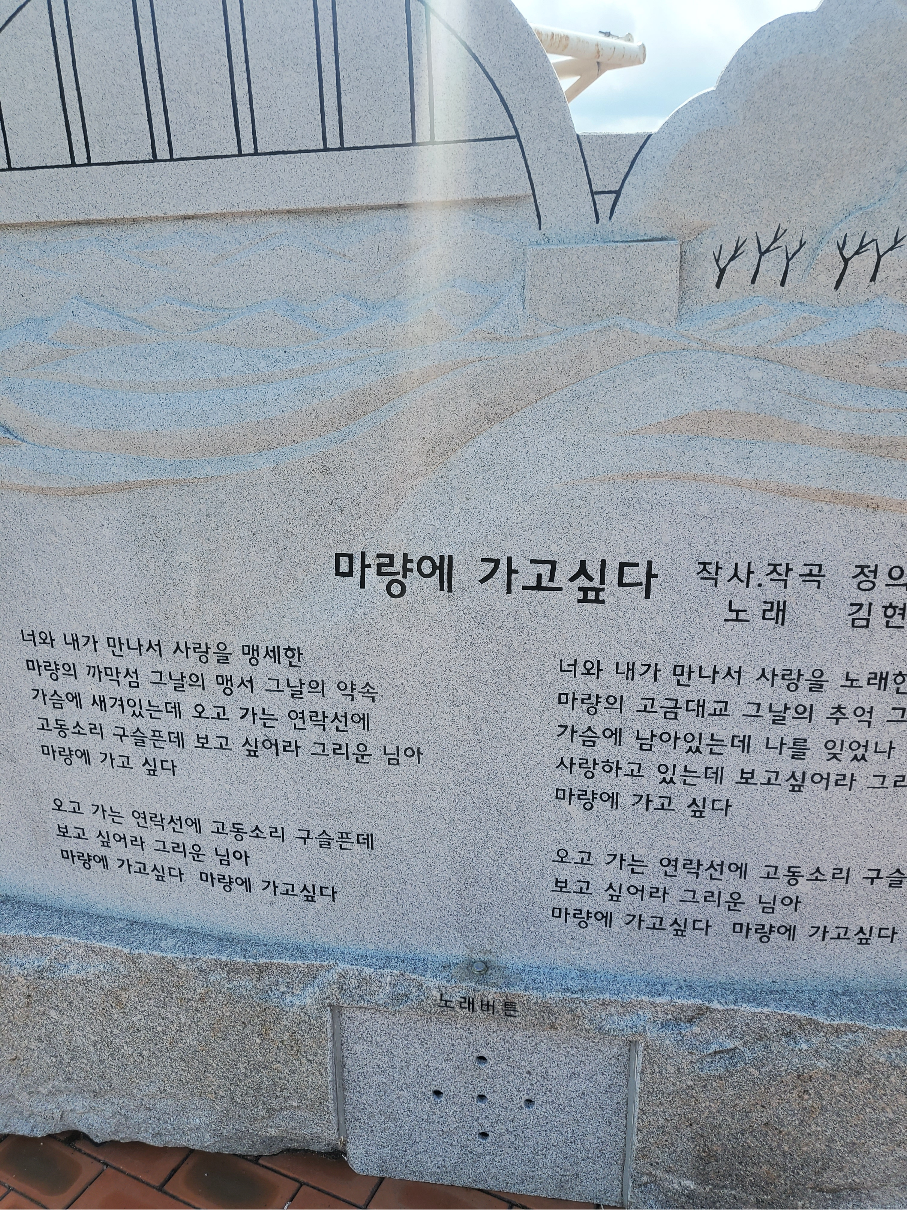 마량에 가고싶다
작사.작곡 정의
노래 김현
너와 내가 만나서 사랑을 맹세한
마량의 까막섬 그날의 맹서 그날의 약속
가슴에 새겨있는데 오고 가는 연락선에
고동소리 구슬픈데 보고 싶어라 그리운 님아
마량에 가고 싶다
오고 가는 연락선에 고동소리 구슬픈데
보고 싶어라 그리운 님아
마량에 가고싶다 마량에 가고싶다
너와 내가 만나서 사랑을 노래한
마량의 고금대교 그날의 추억 그
가슴에 남아있는데 나를 잊었나
사랑하고 있는데 보고싶어라 그리
마량에 가고 싶다
오고 가는 연락선에 고동소리 구슬
보고 싶어라 그리운 님아
마량에 가고싶다 마량에 가고싶다
노래버튼